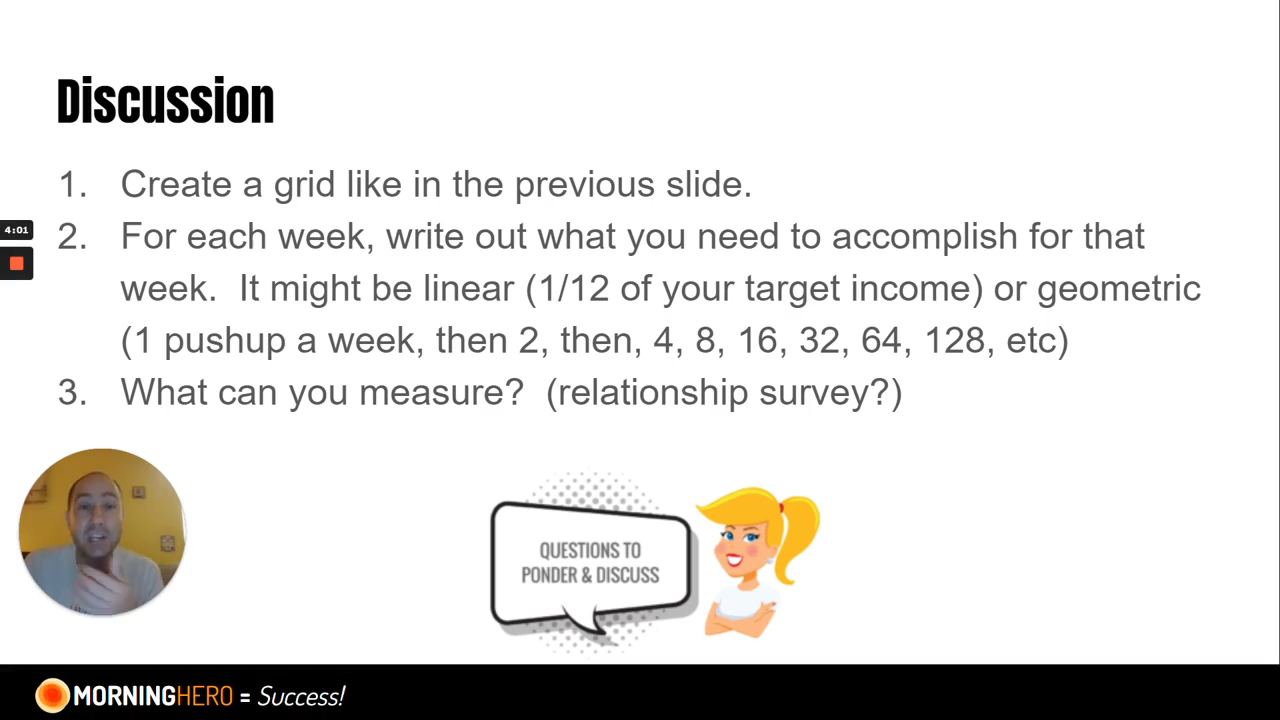 Discussion
1. Create a grid like in the previous slide.
4:01
2. For each week, write out what you need to accomplish for that
week.  It might be linear (1/12 of your target income) or geometric
(1 pushup a week, then 2, then, 4, 8, 16, 32, 64, 128, etc)
3. What can you measure?  (relationship survey?)
QUESTIONS TO
PONDER & DISCUSS
MORNINGHERO = Success!